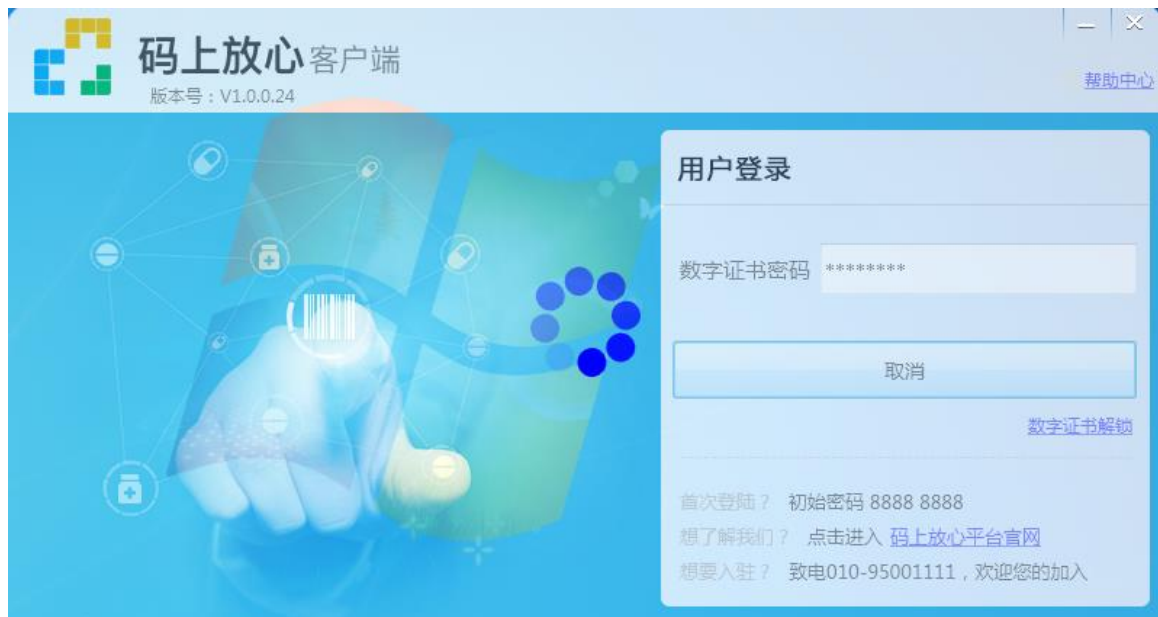 码上放心客户端
版本号：V1.0.0.24
帮助中心
用户登录
数字证书密码 ********
取消
数字证书解锁
首次登陆？ 初始密码 8888 8888
想了解我们？ 点击进入 码上放心平台官网
想要入驻？ 致电010-95001111，欢迎您的加入